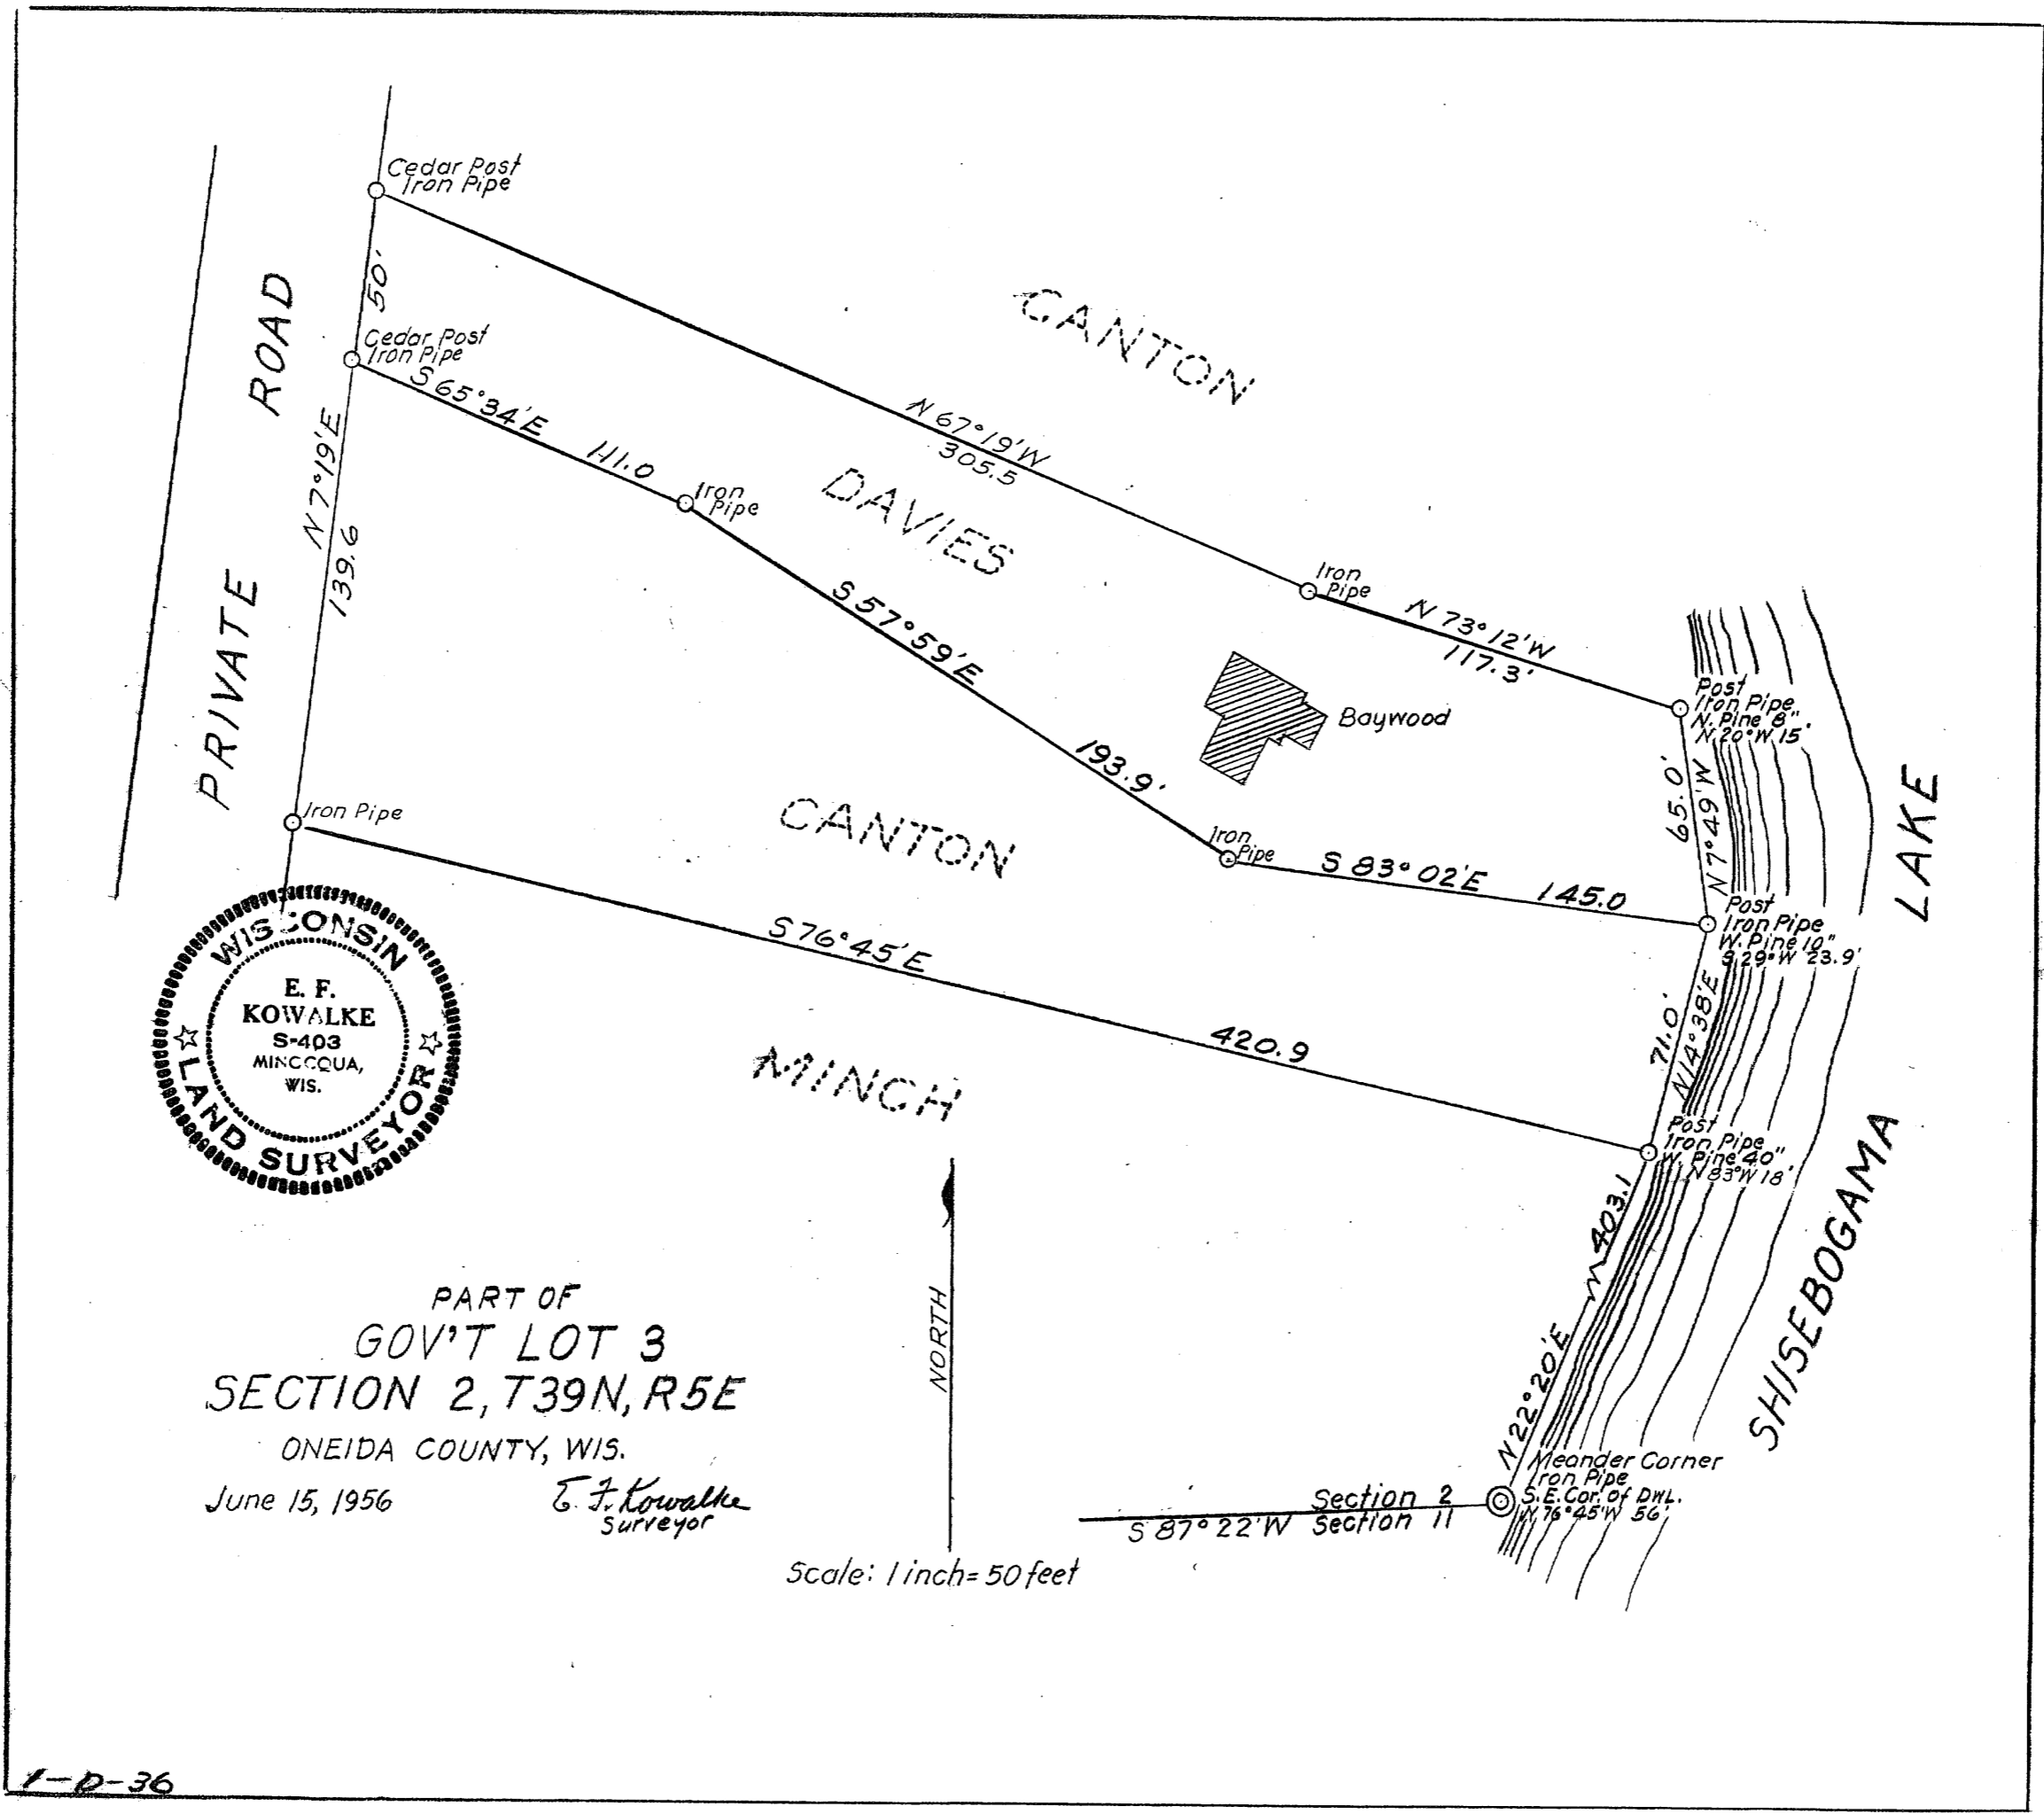 Cedar Post
Iron Pipe
50'
Cedar Post
Iron Pipe
PRIVATE ROAD
N 7°19'E
139.6
S 65°34'E 111.0
Iron
Pipe
CANTON
N 67°19'W
305.5
DAVIES
S 57°59'E 193.9'
Iron
Pipe
N 73°12'W
117.3'
Baywood
Post
Iron Pipe
N. Pine 8"
N 20°W 15'
65.0'
N 7°49'W
LAKE
Iron Pipe
CANTON
Iron
Pipe
S 83°02'E 145.0
Post
Iron Pipe
W. Pine 10"
S 29°W 23.9'
S 76°45'E 420.9
71.0'
N 14°38'E
WISCONSIN
E. F.
KOWALKE
S-403
MINOCQUA,
WIS.
LAND SURVEYOR
MINCH
Post
Iron Pipe
W. Pine 40"
N 83°W 18'
N 22°20'E 403.1
SHISEBOGAMA
PART OF
GOV'T LOT 3
SECTION 2, T39N, R5E
ONEIDA COUNTY, WIS.
June 15, 1956
E. F. Kowalke
Surveyor
NORTH
Meander Corner
Iron Pipe
S.E. Cor. of DWL.
N 76°45'W 56'
Section 2
S 87°22'W Section 11
Scale: 1 inch = 50 feet
1-D-36